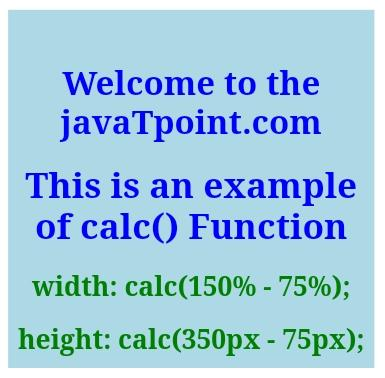 Welcome to the
javaTpoint.com
This is an example
of calc() Function
width: calc(150% - 75%);
height: calc(350px - 75px);